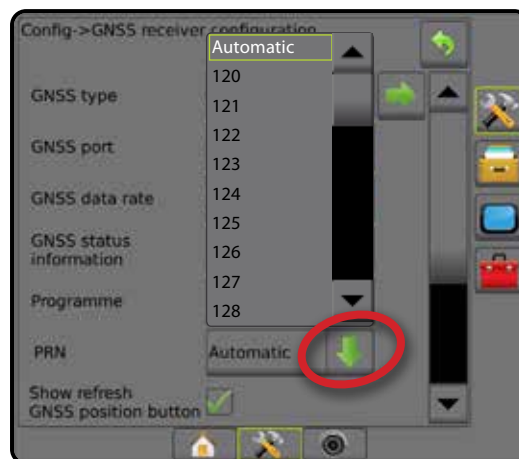 Config->GNSS receiver configuration
Automatic
120
121
122
123
124
125
126
127
128
GNSS type
GNSS port
GNSS data rate
GNSS status
information
Programme
PRN
Automatic
Show refresh
GNSS position button